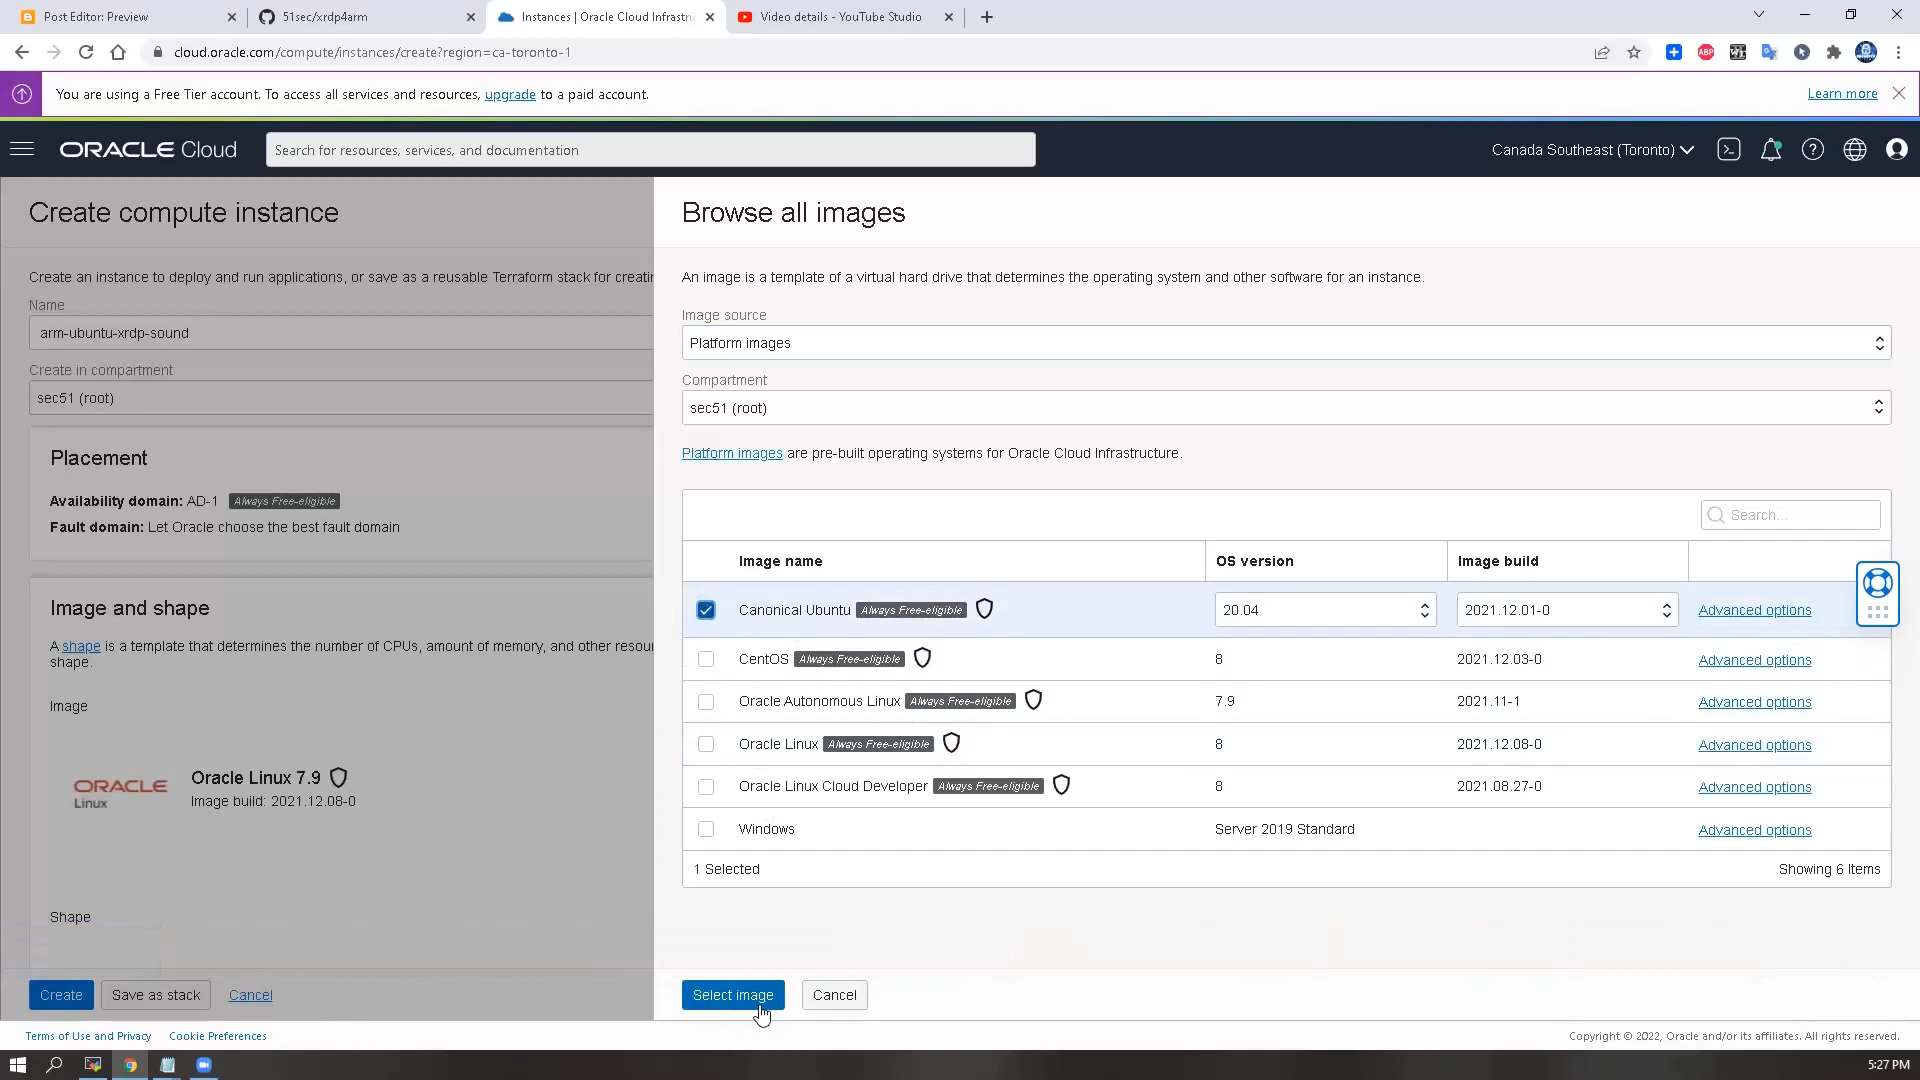 Post Editor: Preview
51sec/xrdp4arm
Instances | Oracle Cloud Infrastru
Video details - YouTube Studio
cloud.oracle.com/compute/instances/create?region=ca-toronto-1
ABP
You are using a Free Tier account. To access all services and resources, upgrade to a paid account.
Learn more
ORACLE Cloud
Search for resources, services, and documentation
Canada Southeast (Toronto)
Create compute instance
Create an instance to deploy and run applications, or save as a reusable Terraform stack for creati
Name
arm-ubuntu-xrdp-sound
Create in compartment
sec51 (root)
Placement
Availability domain: AD-1 Always Free-eligible
Fault domain: Let Oracle choose the best fault domain
Image and shape
A shape is a template that determines the number of CPUs, amount of memory, and other resour
shape.
Image
ORACLE
Linux
Oracle Linux 7.9
Image build: 2021.12.08-0
Shape
Create
Save as stack
Cancel
Browse all images
An image is a template of a virtual hard drive that determines the operating system and other software for an instance.
Image source
Platform images
Compartment
sec51 (root)
Platform images are pre-built operating systems for Oracle Cloud Infrastructure.
Search...
Image name OS version Image build
Canonical Ubuntu Always Free-eligible 20.04 2021.12.01-0 Advanced options
CentOS Always Free-eligible 8 2021.12.03-0 Advanced options
Oracle Autonomous Linux Always Free-eligible 7.9 2021.11-1 Advanced options
Oracle Linux Always Free-eligible 8 2021.12.08-0 Advanced options
Oracle Linux Cloud Developer Always Free-eligible 8 2021.08.27-0 Advanced options
Windows Server 2019 Standard Advanced options
1 Selected
Showing 6 Items
Select image
Cancel
Terms of Use and Privacy
Cookie Preferences
Copyright © 2022, Oracle and/or its affiliates. All rights reserved.
5:27 PM